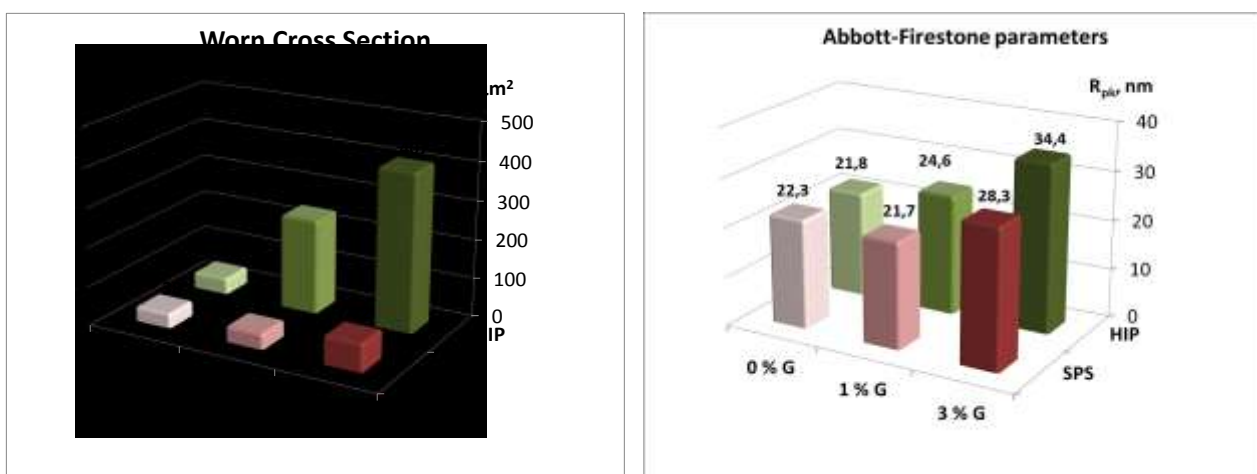 Worn Cross Section
m²
500
400
300
200
100
0
IP
Abbott-Firestone parameters
Rpk, nm
40
30
20
10
0
34,4
24,6
21,8
28,3
22,3
21,7
HIP
SPS
0 % G
1 % G
3 % G